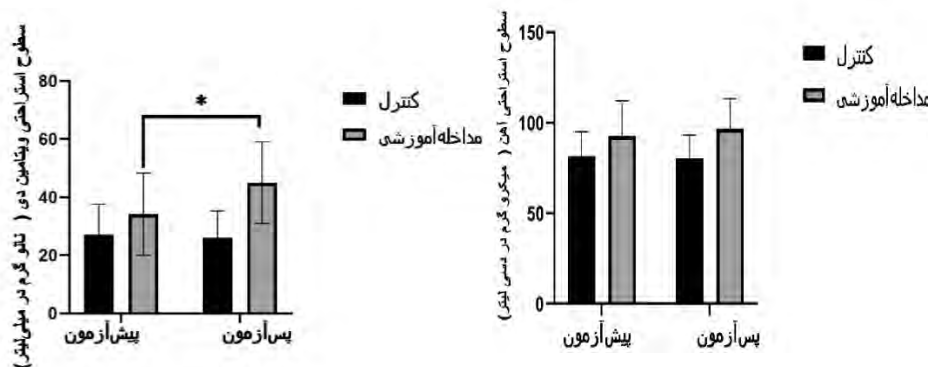 سطوح استراحتی ویتامین دی ( نانو گرم در میلی‌لیتر)
80
60
40
20
0
*
کنترل
مداخله‌آموزشی
پیش‌آزمون
پس‌آزمون
سطوح استراحتی آهن ( میکرو گرم در دسی لیتر)
150
100
50
0
کنترل
مداخله‌آموزشی
پیش‌آزمون
پس‌آزمون